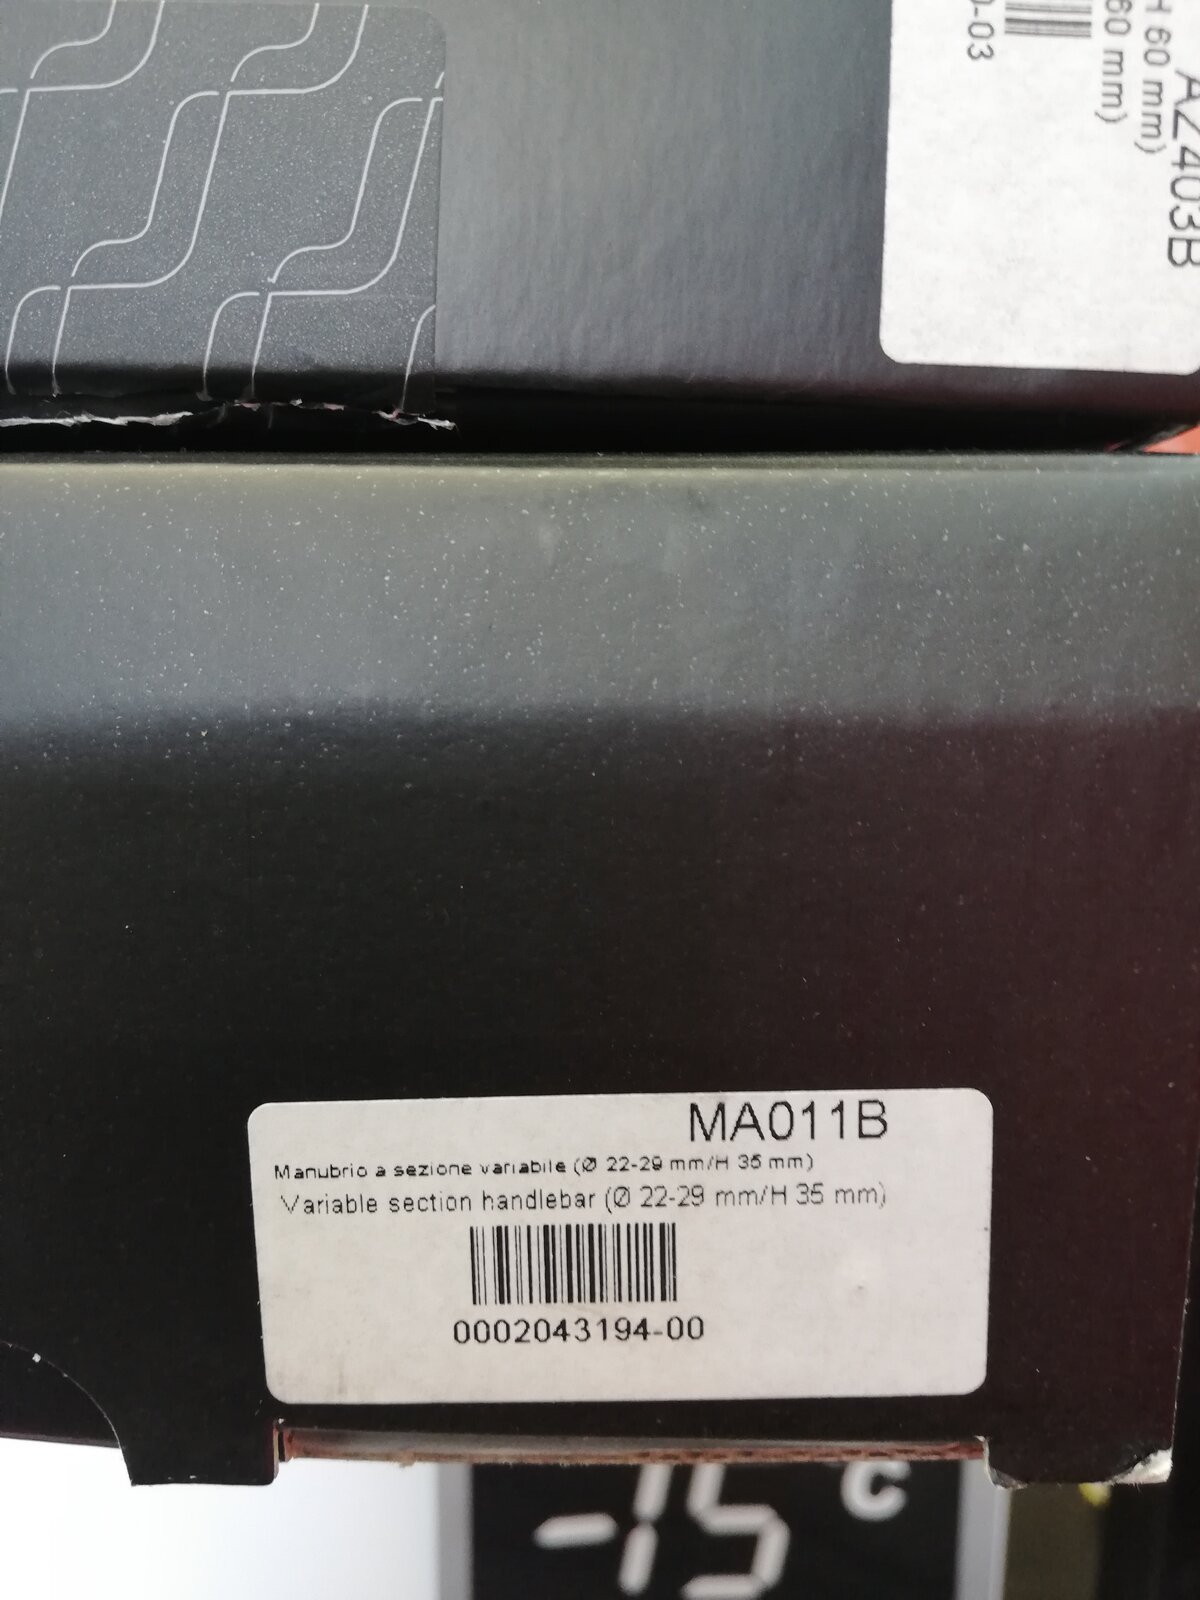 AZ403B
H 60 mm)
60 mm)
-03
MA011B
Manubrio a sezione variabile (Ø 22-29 mm/H 35 mm)
Variable section handlebar (Ø 22-29 mm/H 35 mm)
0002043194-00
-15 °C